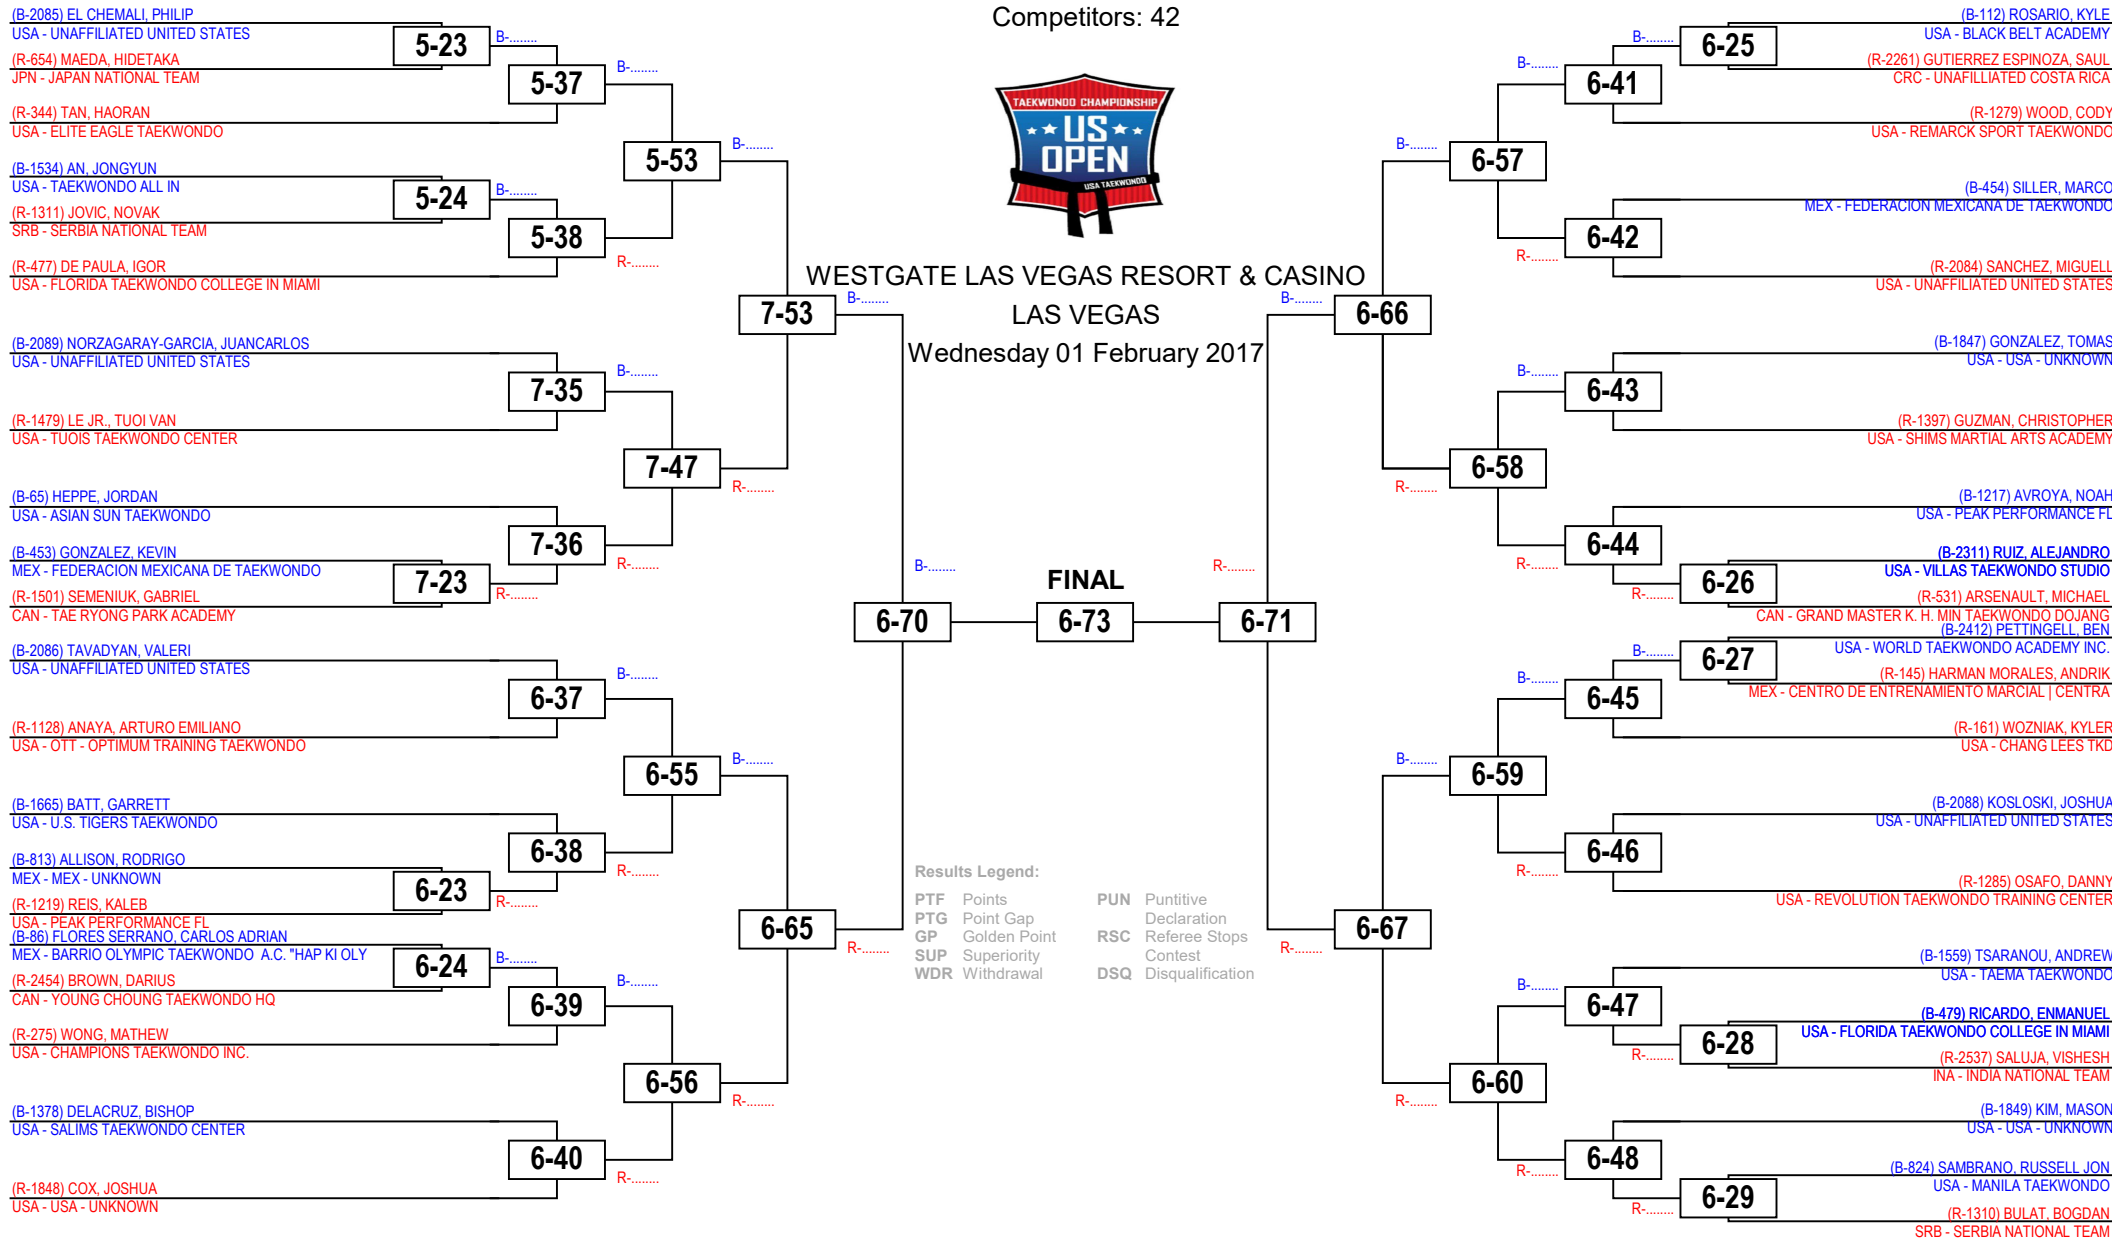 Competitors: 42
TAEKWONDO CHAMPIONSHIP
US
OPEN
USA TAEKWONDO
WESTGATE LAS VEGAS RESORT & CASINO
LAS VEGAS
Wednesday 01 February 2017
(B-2085) EL CHEMALI, PHILIP
USA - UNAFFILIATED UNITED STATES
5-23
B-........
(R-654) MAEDA, HIDETAKA
JPN - JAPAN NATIONAL TEAM
5-37
B-........
(R-344) TAN, HAORAN
USA - ELITE EAGLE TAEKWONDO
5-53
B-........
(B-1534) AN, JONGYUN
USA - TAEKWONDO ALL IN
5-24
B-........
(R-1311) JOVIC, NOVAK
SRB - SERBIA NATIONAL TEAM
5-38
R-........
(R-477) DE PAULA, IGOR
USA - FLORIDA TAEKWONDO COLLEGE IN MIAMI
7-53
B-........
(B-2089) NORZAGARAY-GARCIA, JUANCARLOS
USA - UNAFFILIATED UNITED STATES
7-35
B-........
(R-1479) LE JR., TUOI VAN
USA - TUOIS TAEKWONDO CENTER
7-47
R-........
(B-65) HEPPE, JORDAN
USA - ASIAN SUN TAEKWONDO
7-36
R-........
(B-453) GONZALEZ, KEVIN
MEX - FEDERACION MEXICANA DE TAEKWONDO
7-23
R-........
(R-1501) SEMENIUK, GABRIEL
CAN - TAE RYONG PARK ACADEMY
B-........
6-70
(B-2086) TAVADYAN, VALERI
USA - UNAFFILIATED UNITED STATES
6-37
B-........
(R-1128) ANAYA, ARTURO EMILIANO
USA - OTT - OPTIMUM TRAINING TAEKWONDO
6-55
B-........
(B-1665) BATT, GARRETT
USA - U.S. TIGERS TAEKWONDO
6-38
R-........
(B-813) ALLISON, RODRIGO
MEX - MEX - UNKNOWN
6-23
R-........
(R-1219) REIS, KALEB
USA - PEAK PERFORMANCE FL
6-65
R-........
(B-86) FLORES SERRANO, CARLOS ADRIAN
MEX - BARRIO OLYMPIC TAEKWONDO A.C. "HAP KI OLY
6-24
B-........
(R-2454) BROWN, DARIUS
CAN - YOUNG CHOUNG TAEKWONDO HQ
6-39
B-........
(R-275) WONG, MATHEW
USA - CHAMPIONS TAEKWONDO INC.
6-56
R-........
(B-1378) DELACRUZ, BISHOP
USA - SALIMS TAEKWONDO CENTER
6-40
R-........
(R-1848) COX, JOSHUA
USA - USA - UNKNOWN
FINAL
6-73
Results Legend:
PTF Points
PTG Point Gap
GP Golden Point
SUP Superiority
WDR Withdrawal
PUN Puntitive
Declaration
RSC Referee Stops
Contest
DSQ Disqualification
(B-112) ROSARIO, KYLE
USA - BLACK BELT ACADEMY
B-........
6-25
(R-2261) GUTIERREZ ESPINOZA, SAUL
CRC - UNAFILLIATED COSTA RICA
B-........
6-41
(R-1279) WOOD, CODY
USA - REMARCK SPORT TAEKWONDO
B-........
6-57
(B-454) SILLER, MARCO
MEX - FEDERACION MEXICANA DE TAEKWONDO
R-........
6-42
(R-2084) SANCHEZ, MIGUELL
USA - UNAFFILIATED UNITED STATES
B-........
6-66
(B-1847) GONZALEZ, TOMAS
USA - USA - UNKNOWN
B-........
6-43
(R-1397) GUZMAN, CHRISTOPHER
USA - SHIMS MARTIAL ARTS ACADEMY
R-........
6-58
(B-1217) AVROYA, NOAH
USA - PEAK PERFORMANCE FL
R-........
6-44
(B-2311) RUIZ, ALEJANDRO
USA - VILLAS TAEKWONDO STUDIO
R-........
6-26
(R-531) ARSENAULT, MICHAEL
CAN - GRAND MASTER K. H. MIN TAEKWONDO DOJANG
R-........
6-71
(B-2412) PETTINGELL, BEN
USA - WORLD TAEKWONDO ACADEMY INC.
B-........
6-27
(R-145) HARMAN MORALES, ANDRIK
MEX - CENTRO DE ENTRENAMIENTO MARCIAL | CENTRA
B-........
6-45
(R-161) WOZNIAK, KYLER
USA - CHANG LEES TKD
B-........
6-59
(B-2088) KOSLOSKI, JOSHUA
USA - UNAFFILIATED UNITED STATES
R-........
6-46
(R-1285) OSAFO, DANNY
USA - REVOLUTION TAEKWONDO TRAINING CENTER
R-........
6-67
(B-1559) TSARANOU, ANDREW
USA - TAEMA TAEKWONDO
B-........
6-47
(B-479) RICARDO, ENMANUEL
USA - FLORIDA TAEKWONDO COLLEGE IN MIAMI
R-........
6-28
(R-2537) SALUJA, VISHESH
INA - INDIA NATIONAL TEAM
R-........
6-60
(B-1849) KIM, MASON
USA - USA - UNKNOWN
R-........
6-48
(B-824) SAMBRANO, RUSSELL JON
USA - MANILA TAEKWONDO
R-........
6-29
(R-1310) BULAT, BOGDAN
SRB - SERBIA NATIONAL TEAM